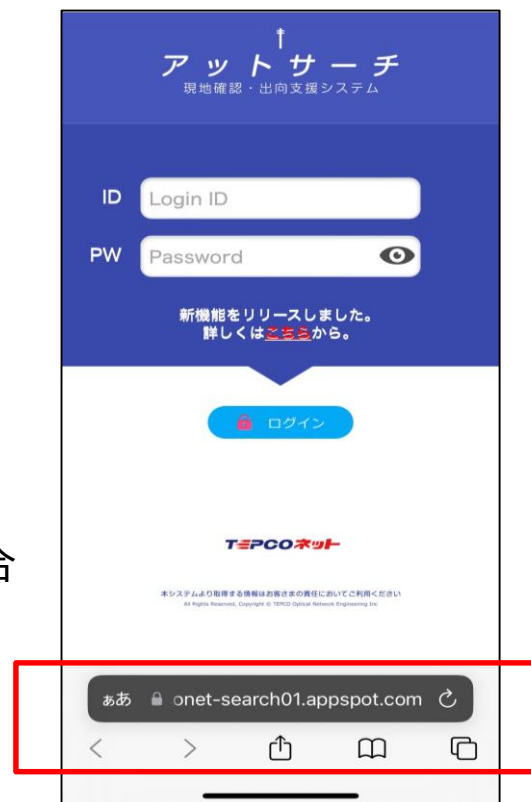 アットサーチ
現地確認・出向支援システム
ID Login ID
PW Password
新機能をリリースしました。
詳しくはこちらから。
ログイン
合
TEPCOネット
本システムより取得する情報はお客さまの責任においてご利用ください
All Rights Reserved, Copyright © TEPCO Optical Network Engineering Inc
ぁあ onet-search01.appspot.com